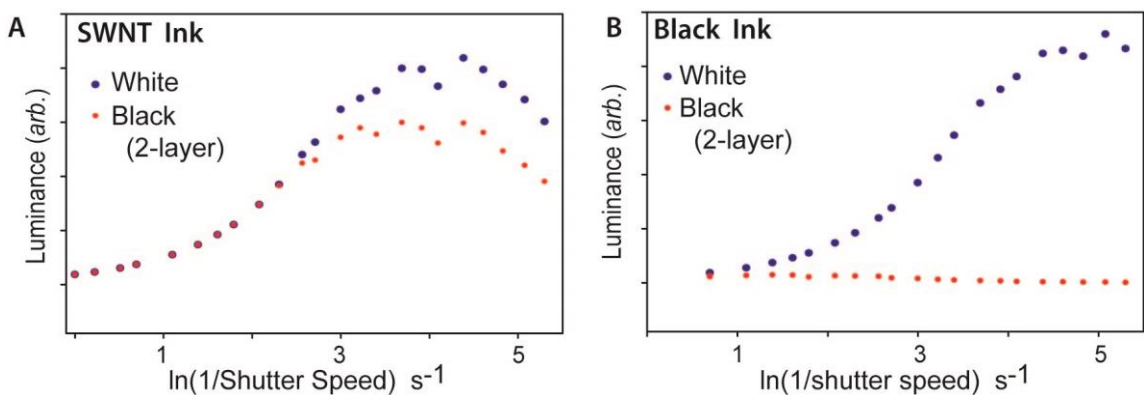 A
SWNT Ink
White
Black
(2-layer)
Luminance (arb.)
1
3
5
ln(1/Shutter Speed) s-1
B
Black Ink
White
Black
(2-layer)
Luminance (arb.)
1
3
5
ln(1/shutter speed) s-1